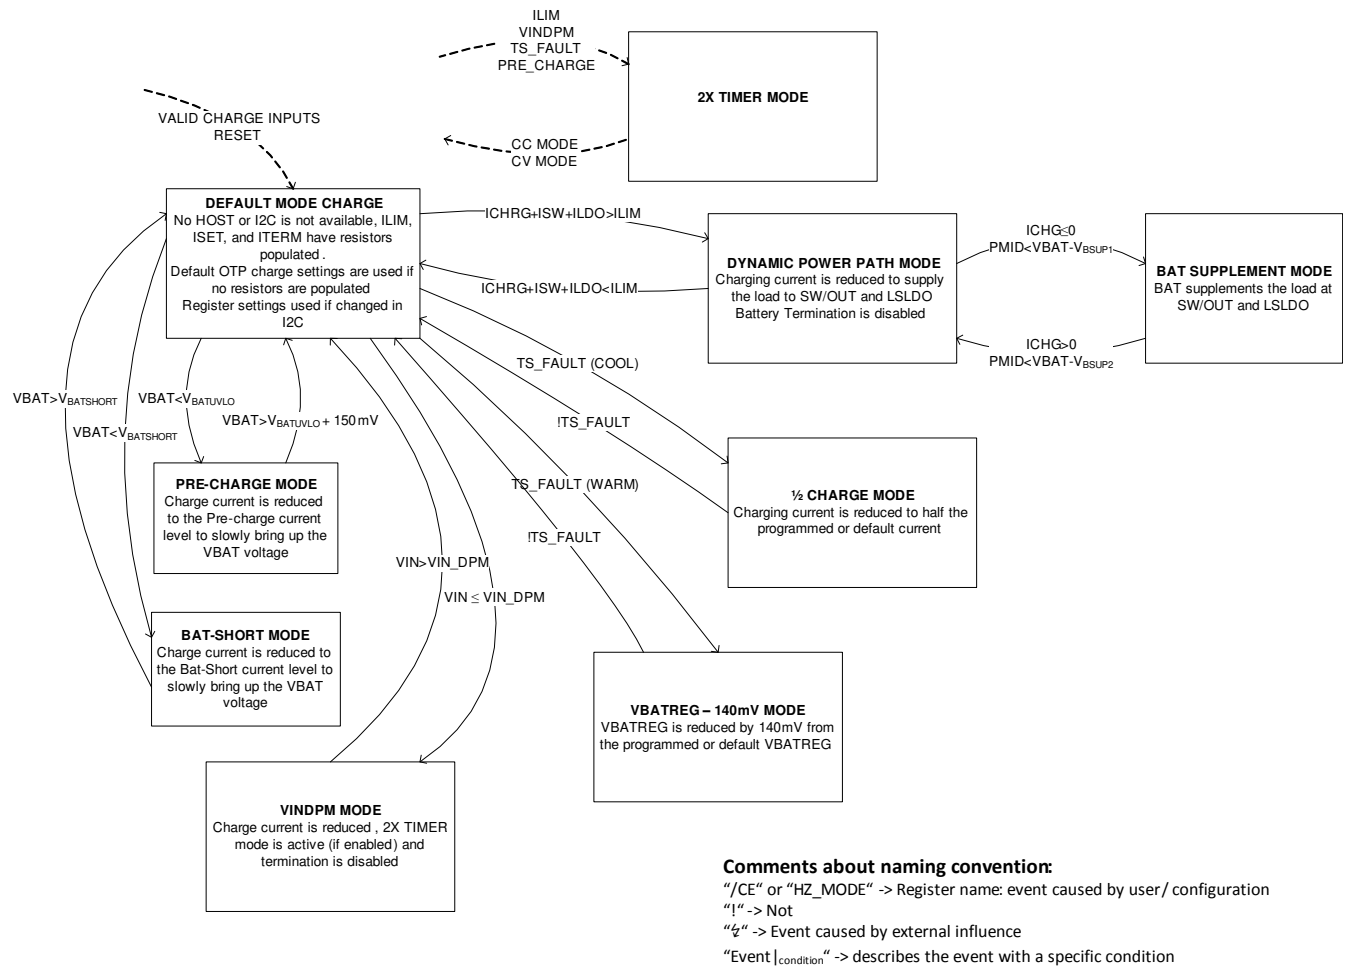 ILIM
VINDPM
TS_FAULT
PRE_CHARGE
2X TIMER MODE
VALID CHARGE INPUTS
RESET
CC MODE
CV MODE
DEFAULT MODE CHARGE
No HOST or I2C is not available, ILIM,
ISET, and ITERM have resistors
populated .
Default OTP charge settings are used if
no resistors are populated
Register settings used if changed in
I2C
ICHRG+ISW+ILDO>ILIM
ICHRG+ISW+ILDO<ILIM
DYNAMIC POWER PATH MODE
Charging current is reduced to supply
the load to SW/OUT and LSLDO
Battery Termination is disabled
ICHG≤0
PMID<VBAT-VBSUP1
BAT SUPPLEMENT MODE
BAT supplements the load at
SW/OUT and LSLDO
ICHG>0
PMID<VBAT-VBSUP2
TS_FAULT (COOL)
!TS_FAULT
VBAT>VBATSHORT
VBAT<VBATUVLO
VBAT>VBATUVLO + 150mV
VBAT<VBATSHORT
PRE-CHARGE MODE
Charge current is reduced
to the Pre-charge current
level to slowly bring up the
VBAT voltage
TS_FAULT (WARM)
!TS_FAULT
½ CHARGE MODE
Charging current is reduced to half the
programmed or default current
VIN>VIN_DPM
VIN ≤ VIN_DPM
BAT-SHORT MODE
Charge current is reduced to
the Bat-Short current level to
slowly bring up the VBAT
voltage
VBATREG – 140mV MODE
VBATREG is reduced by 140mV from
the programmed or default VBATREG
VINDPM MODE
Charge current is reduced , 2X TIMER
mode is active (if enabled) and
termination is disabled
Comments about naming convention:
“/CE“ or “HZ_MODE“ -> Register name: event caused by user/ configuration
“!“ -> Not
“↯“ -> Event caused by external influence
“Event|condition“ -> describes the event with a specific condition